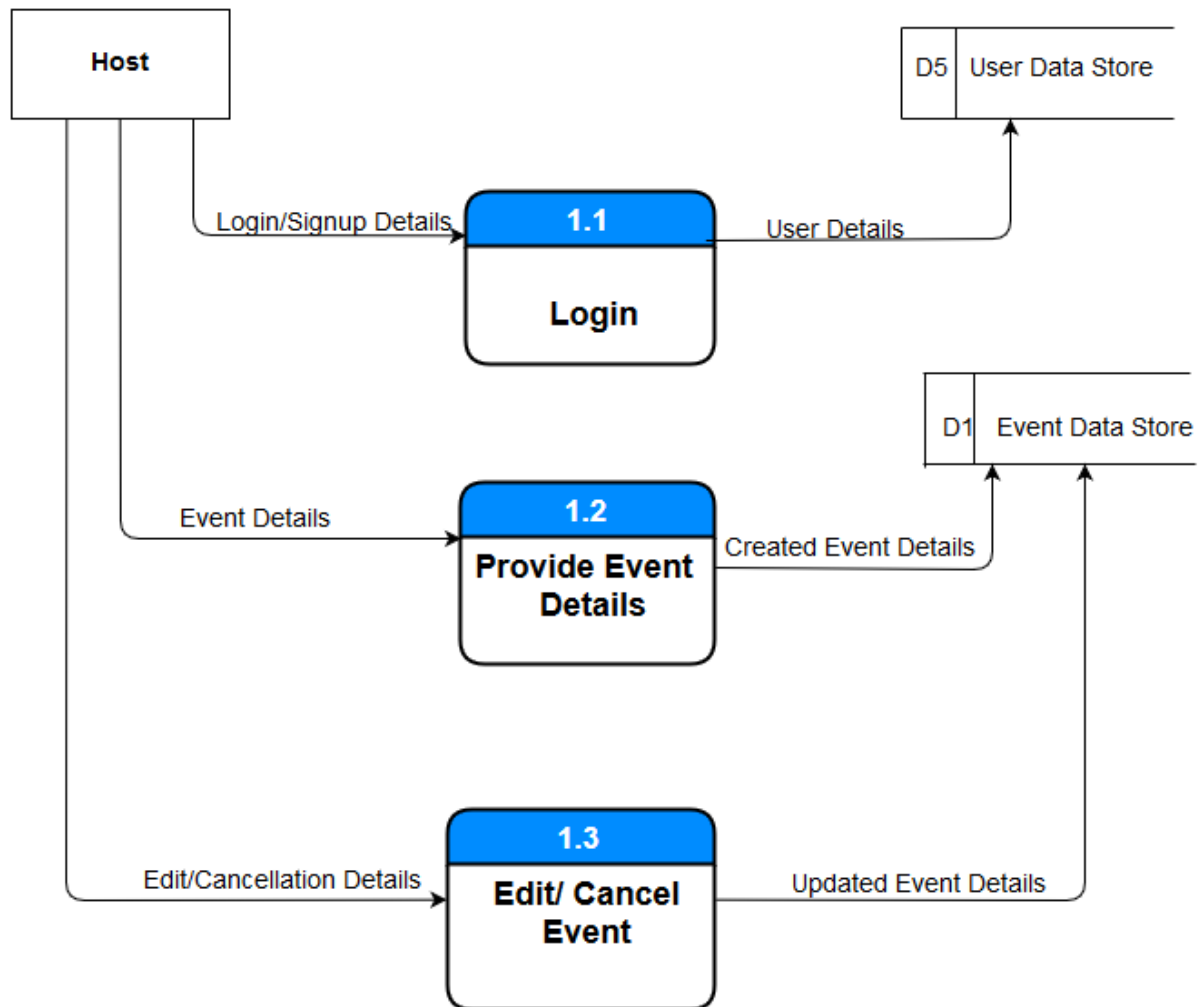 Host
D5 User Data Store
1.1
Login/Signup Details
User Details
Login
D1 Event Data Store
1.2
Event Details
Created Event Details
Provide Event
Details
1.3
Edit/Cancellation Details
Updated Event Details
Edit/ Cancel
Event